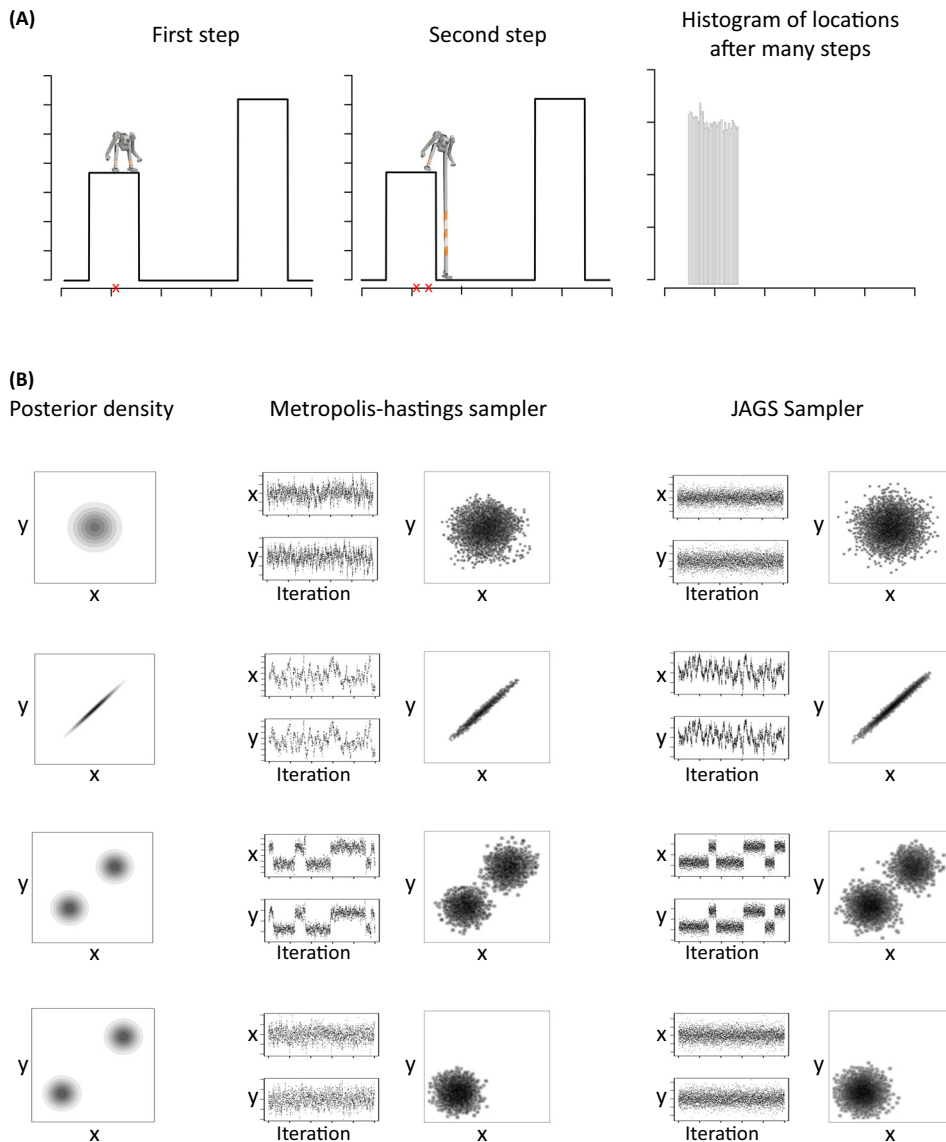 (A)
First step
Second step
Histogram of locations
after many steps
x
x x
(B)
Posterior density
Metropolis-hastings sampler
JAGS Sampler
y
x
x
y
Iteration
y
x
x
y
Iteration
y
x
y
x
x
y
Iteration
y
x
x
y
Iteration
y
x
y
x
x
y
Iteration
y
x
x
y
Iteration
y
x
y
x
x
y
Iteration
y
x
x
y
Iteration
y
x